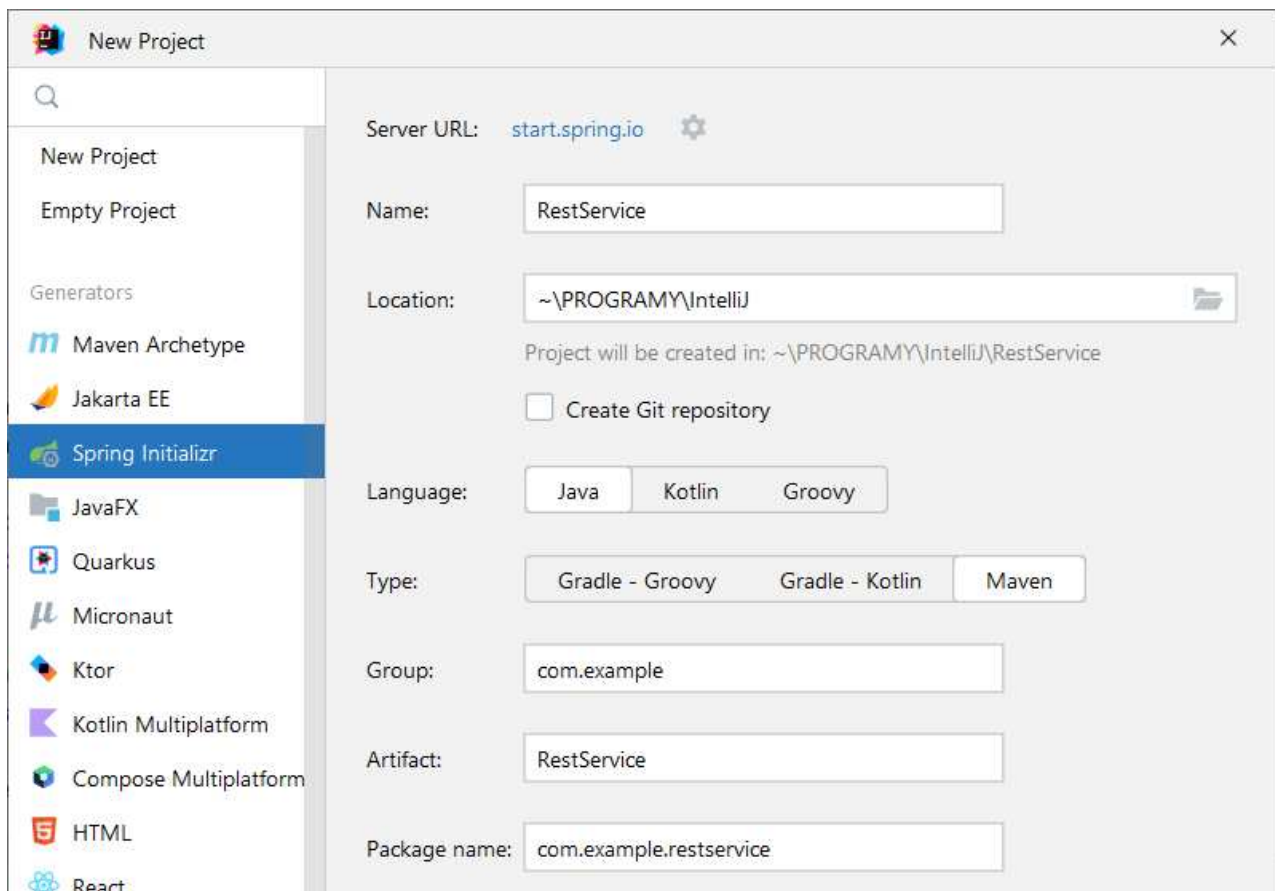 New Project
New Project
Empty Project
Generators
Maven Archetype
Jakarta EE
Spring Initializr
JavaFX
Quarkus
Micronaut
Ktor
Kotlin Multiplatform
Compose Multiplatform
HTML
React
Server URL: start.spring.io
Name: RestService
Location: ~\PROGRAMY\IntelliJ
Project will be created in: ~\PROGRAMY\IntelliJ\RestService
Create Git repository
Language: Java Kotlin Groovy
Type: Gradle - Groovy Gradle - Kotlin Maven
Group: com.example
Artifact: RestService
Package name: com.example.restservice